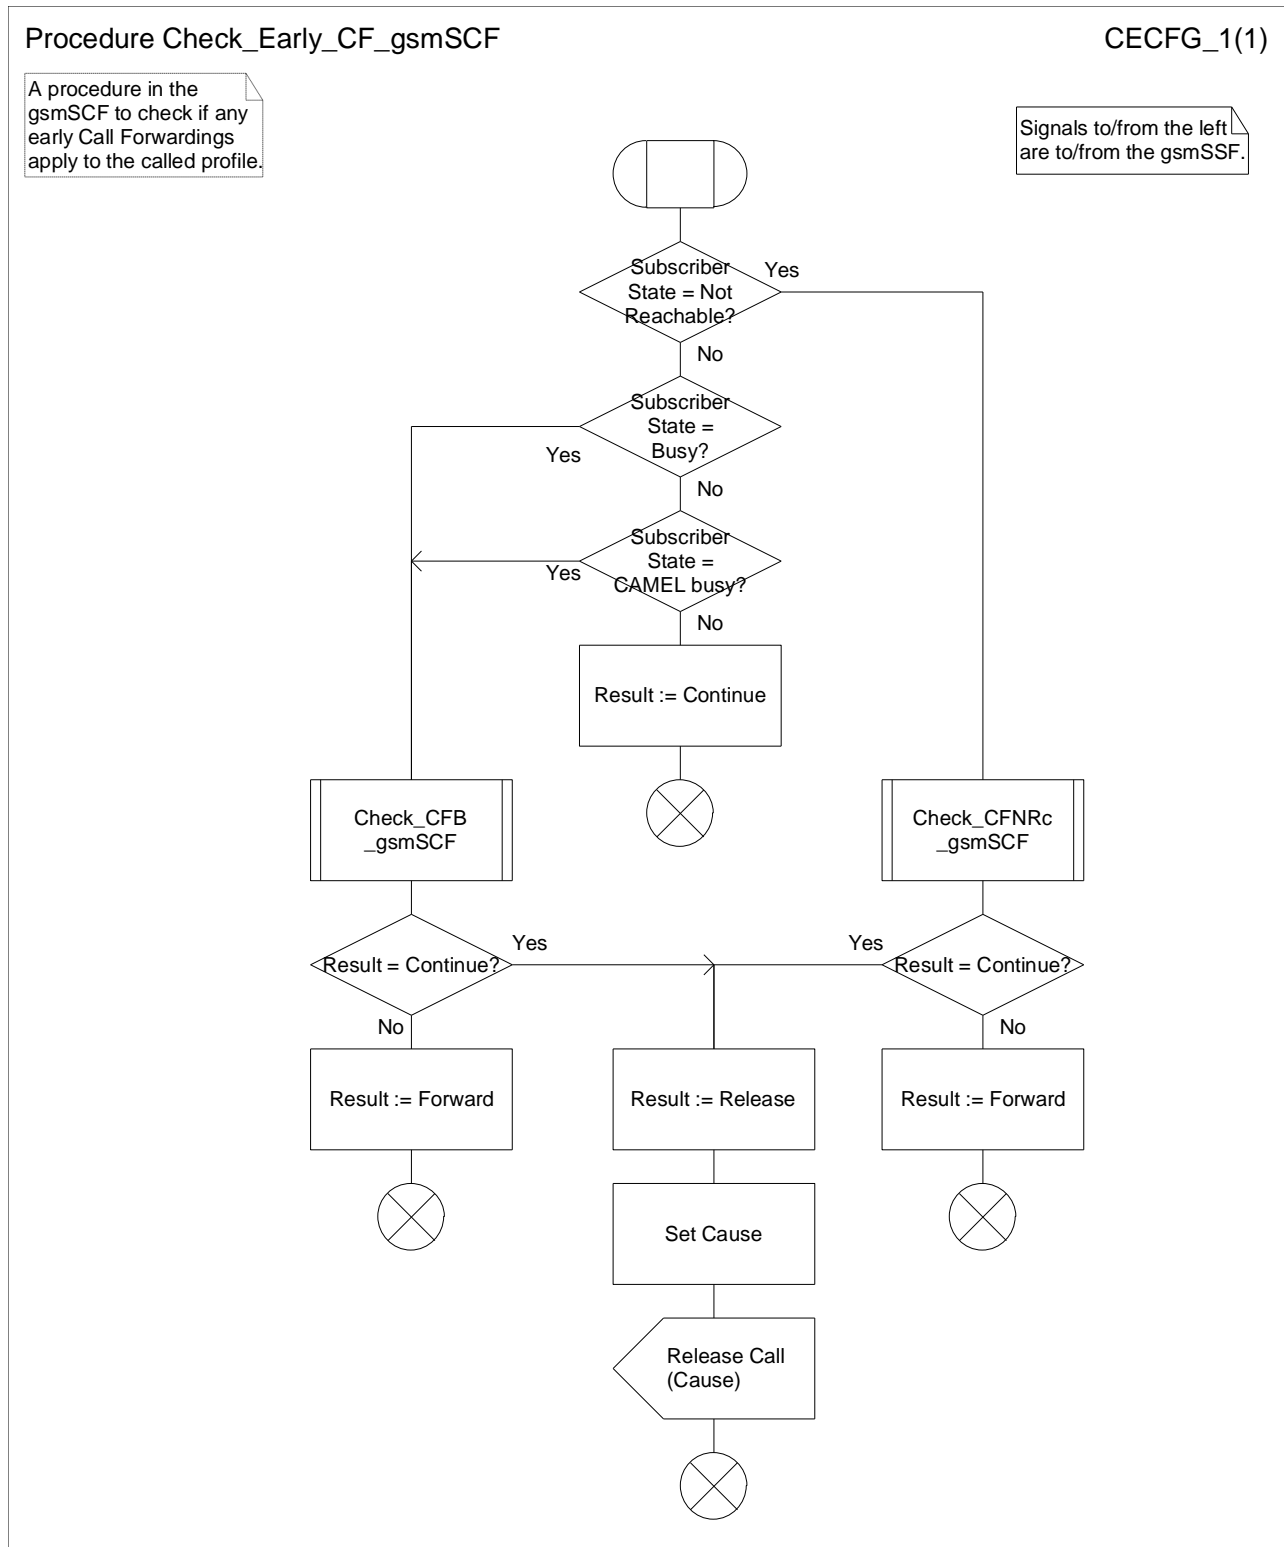 Procedure Check_Early_CF_gsmSCF
CECFG_1(1)
A procedure in the
gsmSCF to check if any
early Call Forwardings
apply to the called profile.
Signals to/from the left
are to/from the gsmSSF.
Subscriber
State = Not
Reachable?
Yes
No
Subscriber
State =
Busy?
Yes
No
Subscriber
State =
CAMEL busy?
Yes
No
Result := Continue
Check_CFB
_gsmSCF
Check_CFNRc
_gsmSCF
Result = Continue?
Yes
No
Yes
Result = Continue?
No
Result := Forward
Result := Release
Result := Forward
Set Cause
Release Call
(Cause)